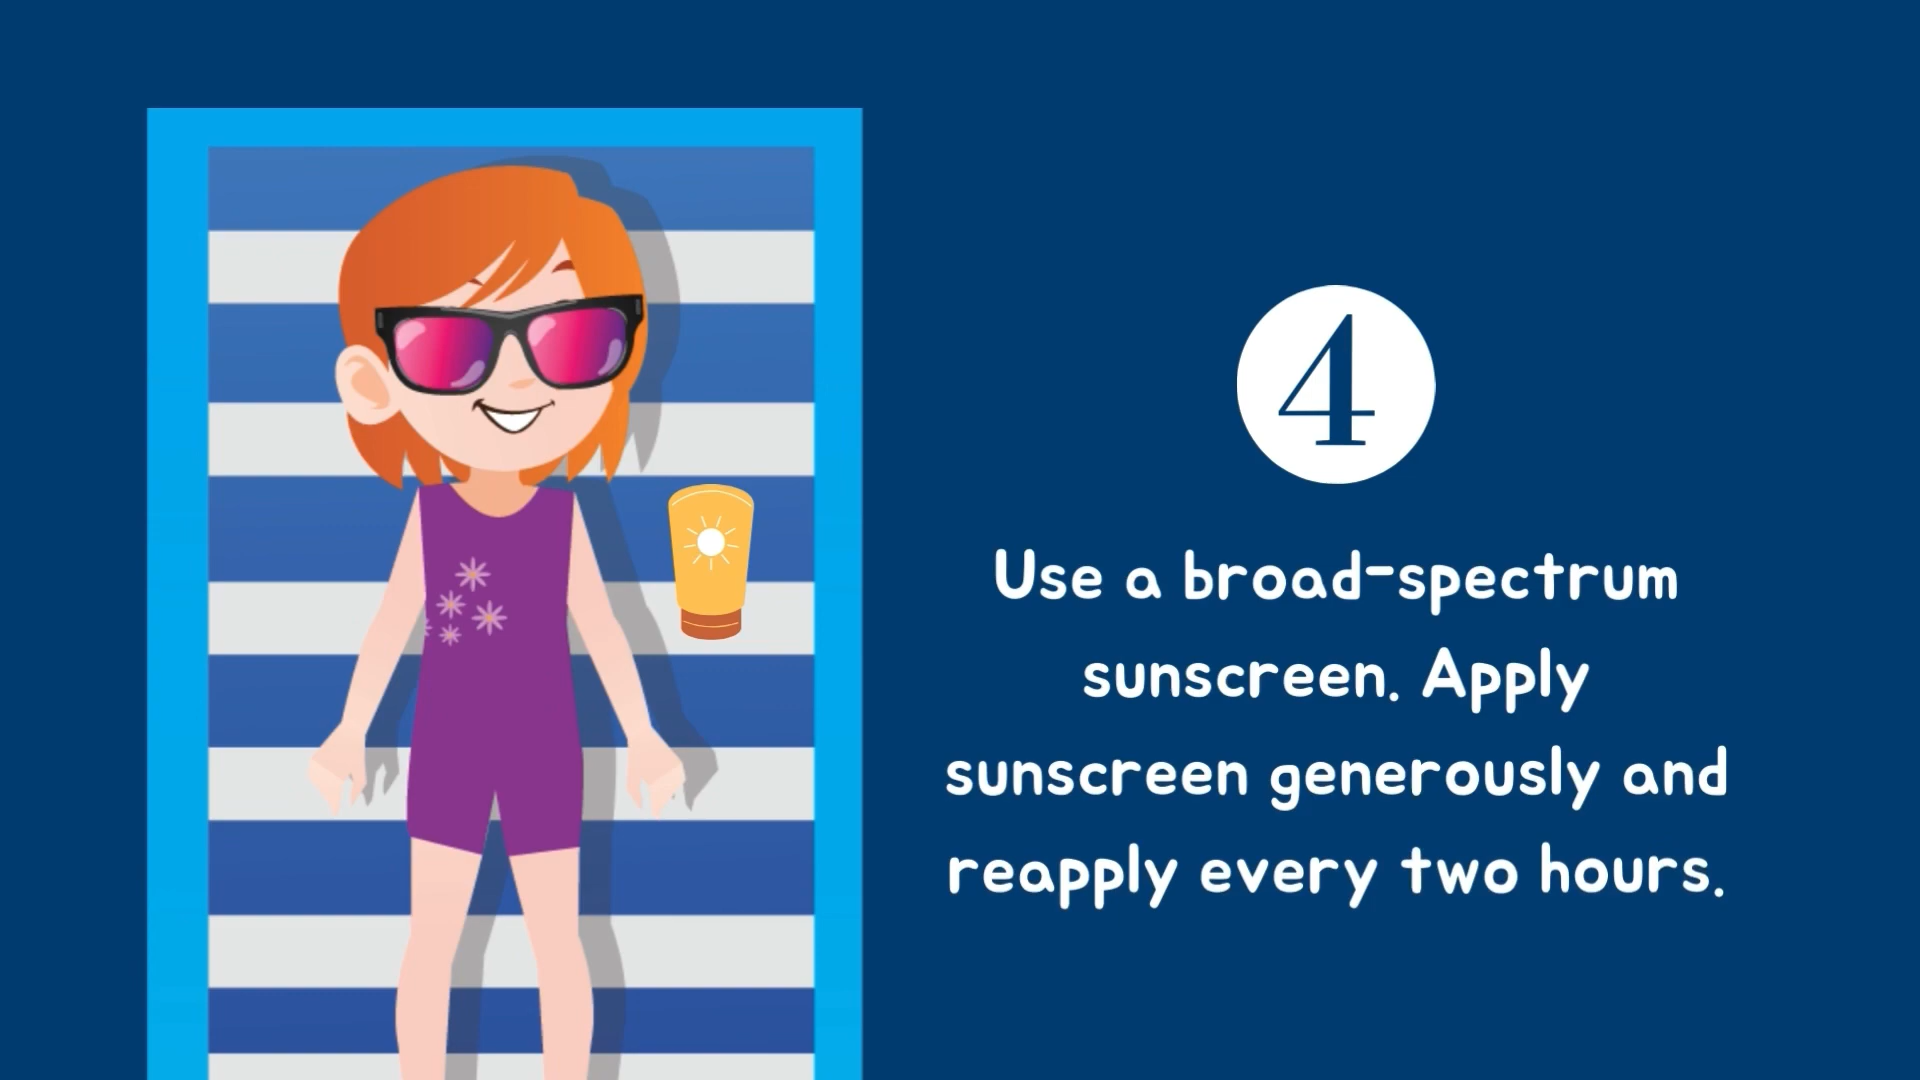 4
Use a broad-spectrum
sunscreen. Apply
sunscreen generously and
reapply every two hours.